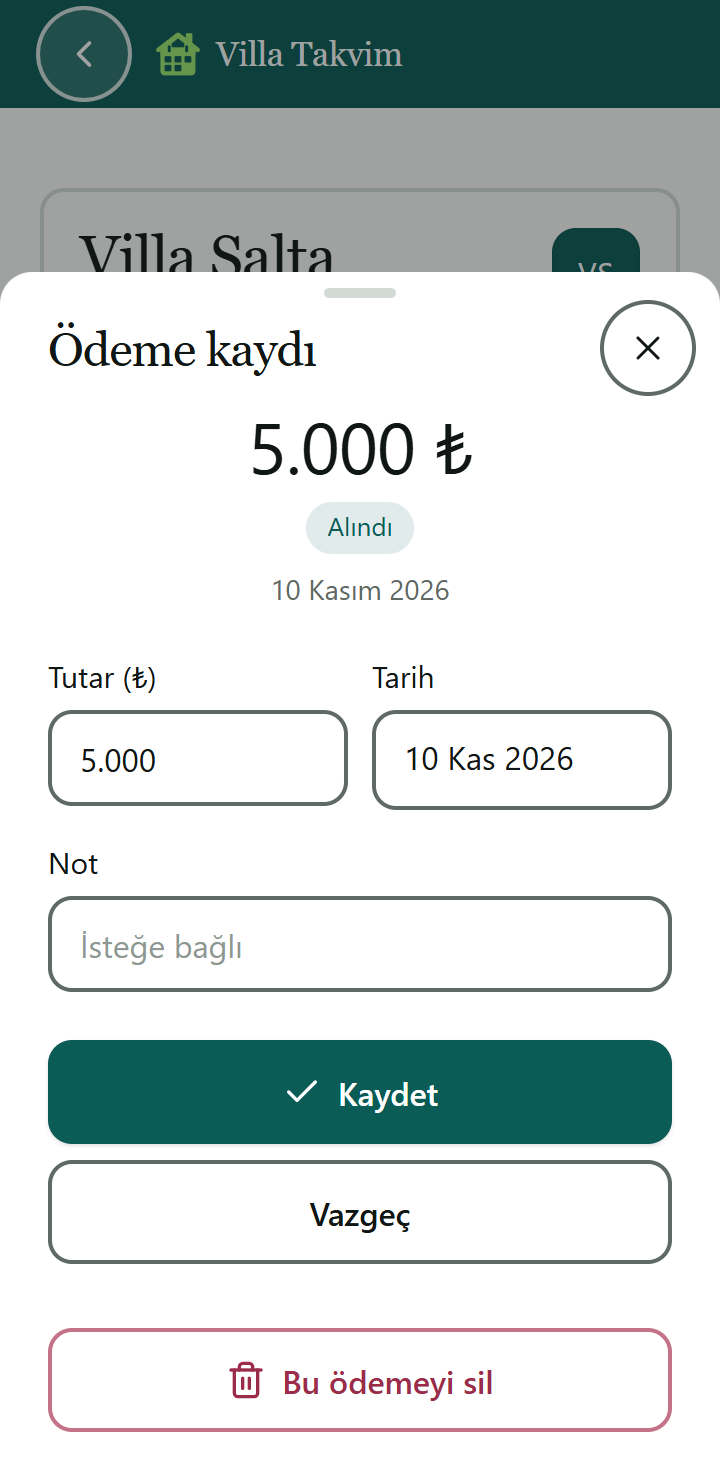 Villa Takvim
Villa Salta
VS
Ödeme kaydı
5.000 ₺
Alındı
10 Kasım 2026
Tutar (₺)
Tarih
5.000
10 Kas 2026
Not
İsteğe bağlı
Kaydet
Vazgeç
Bu ödemeyi sil